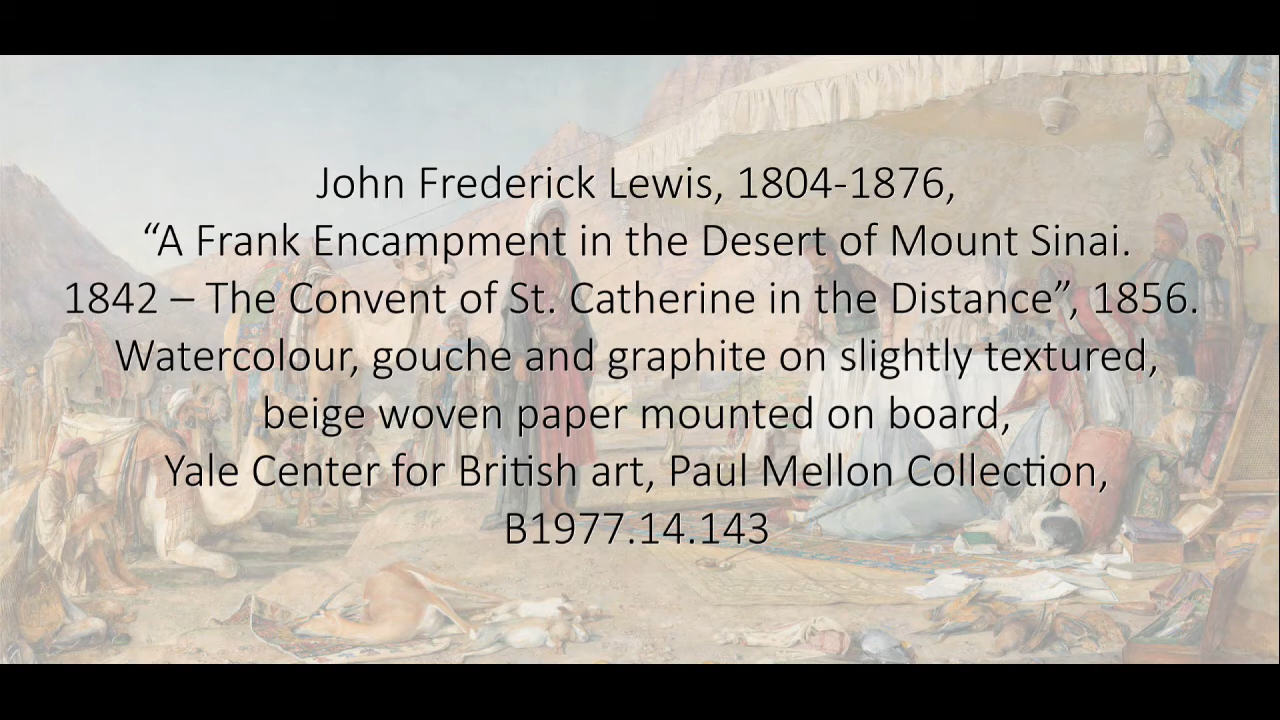 John Frederick Lewis, 1804-1876,
“A Frank Encampment in the Desert of Mount Sinai.
1842 – The Convent of St. Catherine in the Distance”, 1856.
Watercolour, gouche and graphite on slightly textured,
beige woven paper mounted on board,
Yale Center for British art, Paul Mellon Collection,
B1977.14.143